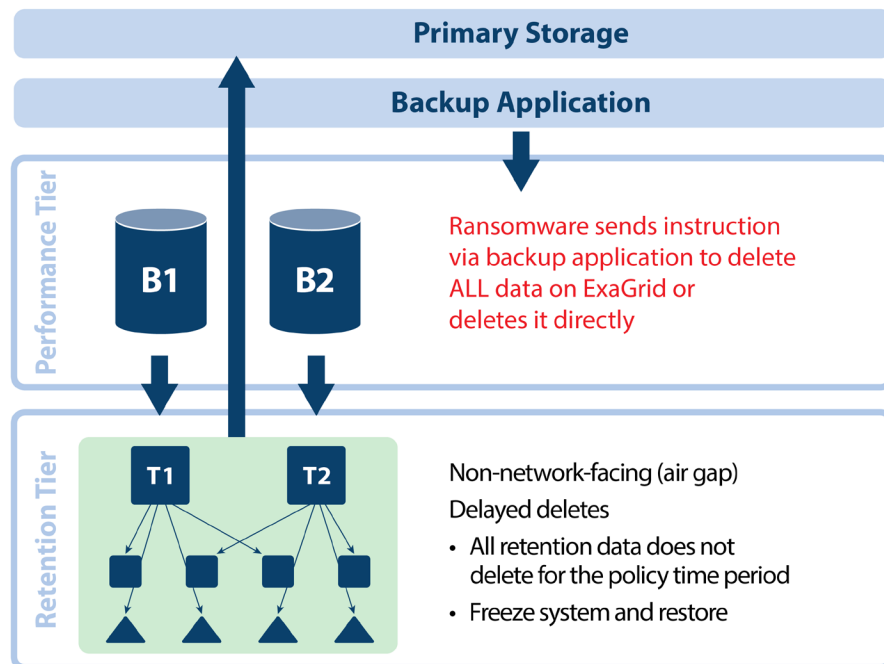 Primary Storage
Backup Application
Performance Tier
B1
B2
Ransomware sends instruction
via backup application to delete
ALL data on ExaGrid or
deletes it directly
Retention Tier
T1
T2
Non-network-facing (air gap)
Delayed deletes
• All retention data does not
delete for the policy time period
• Freeze system and restore